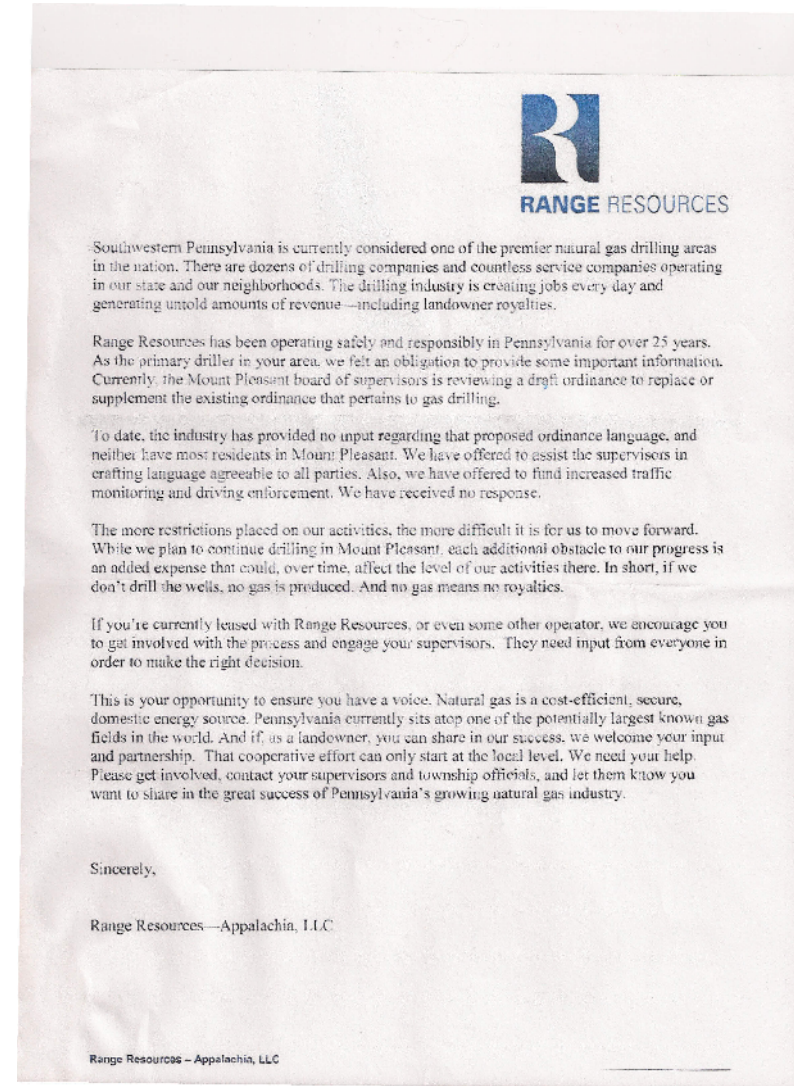 RANGE RESOURCES
Southwestern Pennsylvania is currently considered one of the premier natural gas drilling areas
in the nation. There are dozens of drilling companies and countless service companies operating
in our state and our neighborhoods. The drilling industry is creating jobs every day and
generating untold amounts of revenue—including landowner royalties.
Range Resources has been operating safely and responsibly in Pennsylvania for over 25 years.
As the primary driller in your area, we felt an obligation to provide some important information.
Currently, the Mount Pleasant board of supervisors is reviewing a draft ordinance to replace or
supplement the existing ordinance that pertains to gas drilling.
To date, the industry has provided no input regarding that proposed ordinance language, and
neither have most residents in Mount Pleasant. We have offered to assist the supervisors in
crafting language agreeable to all parties. Also, we have offered to fund increased traffic
monitoring and driving enforcement. We have received no response.
The more restrictions placed on our activities, the more difficult it is for us to move forward.
While we plan to continue drilling in Mount Pleasant, each additional obstacle to our progress is
an added expense that could, over time, affect the level of our activities there. In short, if we
don't drill the wells, no gas is produced. And no gas means no royalties.
If you're currently leased with Range Resources, or even some other operator, we encourage you
to get involved with the process and engage your supervisors. They need input from everyone in
order to make the right decision.
This is your opportunity to ensure you have a voice. Natural gas is a cost-efficient, secure,
domestic energy source. Pennsylvania currently sits atop one of the potentially largest known gas
fields in the world. And if, as a landowner, you can share in our success, we welcome your input
and partnership. That cooperative effort can only start at the local level. We need your help.
Please get involved, contact your supervisors and township officials, and let them know you
want to share in the great success of Pennsylvania's growing natural gas industry.
Sincerely,
Range Resources—Appalachia, LLC
Range Resources – Appalachia, LLC